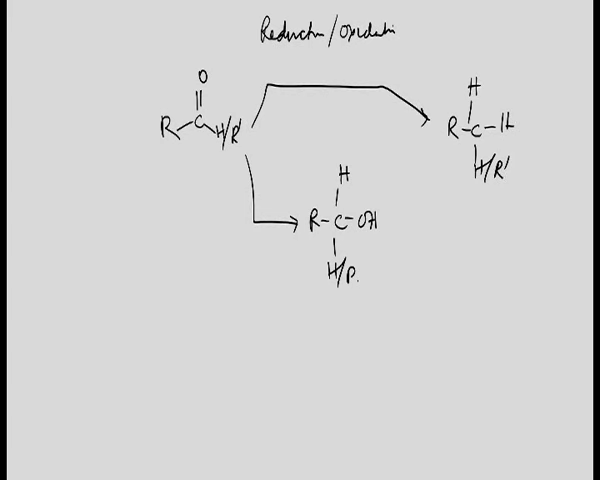 Reduction/oxidation
O
||
R-C-H/R'
H
R-C-H
H/R'
H
R-C-OH
H/R